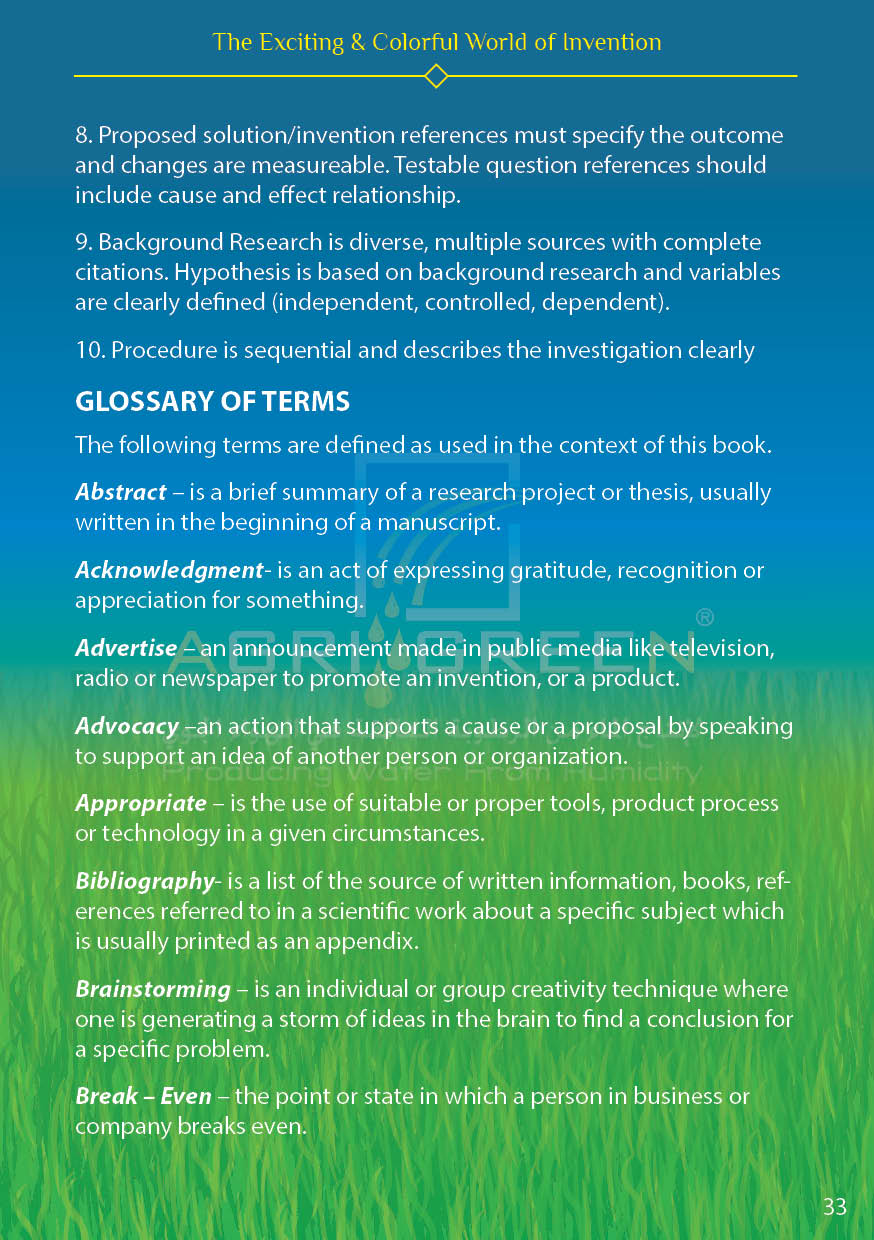 The Exciting & Colorful World of Invention
8. Proposed solution/invention references must specify the outcome
and changes are measureable. Testable question references should
include cause and effect relationship.
9. Background Research is diverse, multiple sources with complete
citations. Hypothesis is based on background research and variables
are clearly defined (independent, controlled, dependent).
10. Procedure is sequential and describes the investigation clearly
GLOSSARY OF TERMS
The following terms are defined as used in the context of this book.
Abstract – is a brief summary of a research project or thesis, usually
written in the beginning of a manuscript.
Acknowledgment- is an act of expressing gratitude, recognition or
appreciation for something.
Advertise – an announcement made in public media like television,
radio or newspaper to promote an invention, or a product.
AGRI GREEN®
Advocacy –an action that supports a cause or a proposal by speaking
to support an idea of another person or organization.
Producing Water From Humidity
Appropriate – is the use of suitable or proper tools, product process
or technology in a given circumstances.
Bibliography- is a list of the source of written information, books, ref-
erences referred to in a scientific work about a specific subject which
is usually printed as an appendix.
Brainstorming – is an individual or group creativity technique where
one is generating a storm of ideas in the brain to find a conclusion for
a specific problem.
Break – Even – the point or state in which a person in business or
company breaks even.
33